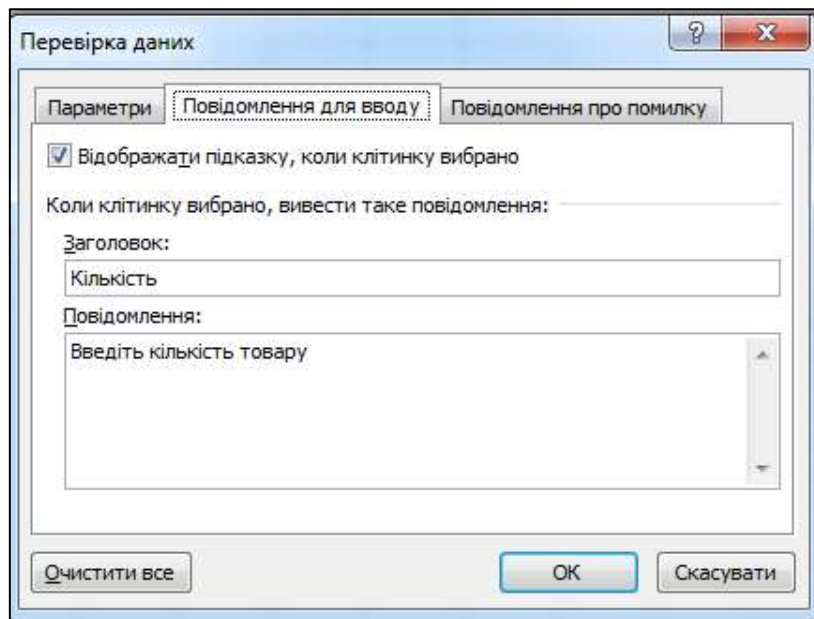 Перевірка даних
Параметри Повідомлення для вводу Повідомлення про помилку
Відображати підказку, коли клітинку вибрано
Коли клітинку вибрано, вивести таке повідомлення:
Заголовок:
Кількість
Повідомлення:
Введіть кількість товару
Очистити все ОК Скасувати